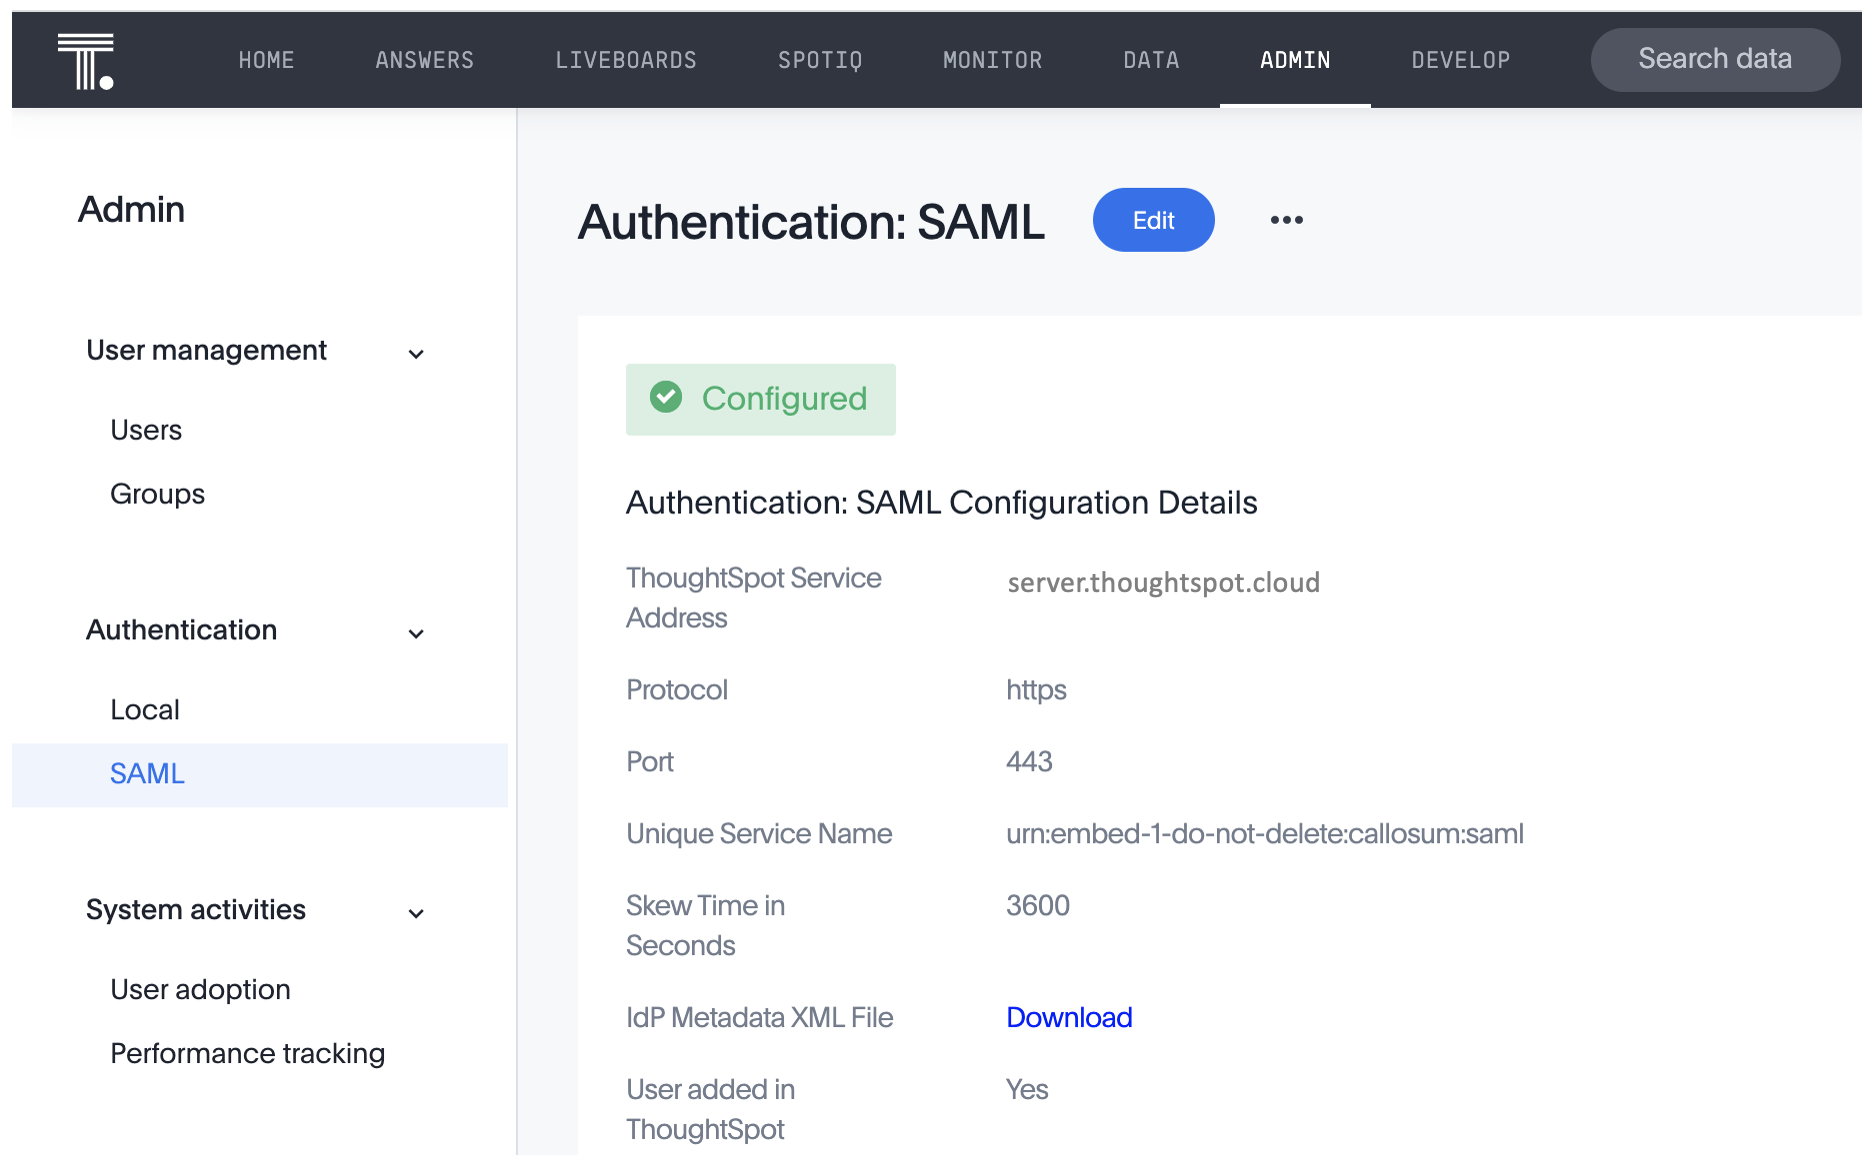 HOME ANSWERS LIVEBOARDS SPOTIQ MONITOR DATA ADMIN DEVELOP Search data
Admin
User management
Users
Groups
Authentication
Local
SAML
System activities
User adoption
Performance tracking
Authentication: SAML Edit
Configured
Authentication: SAML Configuration Details
ThoughtSpot Service server.thoughtspot.cloud
Address
Protocol https
Port 443
Unique Service Name urn:embed-1-do-not-delete:callosum:saml
Skew Time in 3600
Seconds
IdP Metadata XML File Download
User added in Yes
ThoughtSpot